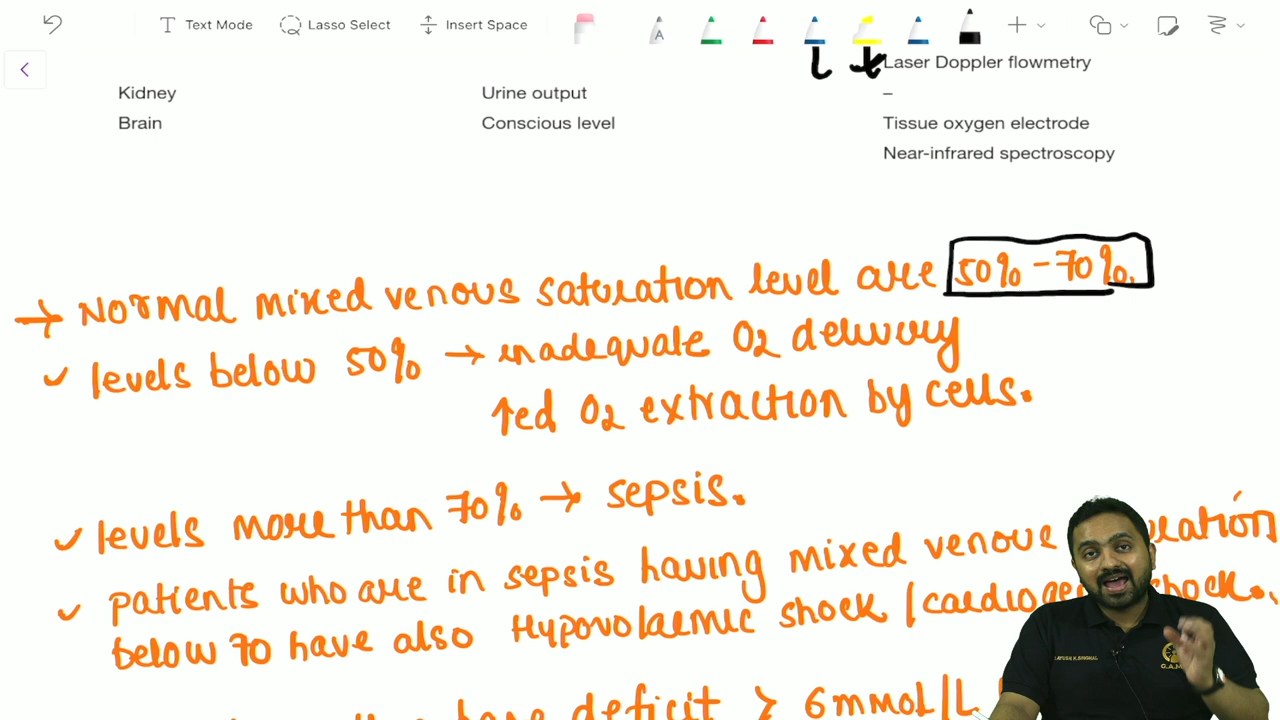 Text Mode Lasso Select Insert Space
Laser Doppler flowmetry
Kidney Urine output –
Brain Conscious level Tissue oxygen electrode
Near-infrared spectroscopy
→ Normal mixed venous saturation level are 50% - 70%.
✓ levels below 50% → inadequate O2 delivery
↑ed O2 extraction by cells.
✓ levels more than 70% → sepsis.
✓ patients who are in sepsis having mixed venous
below 70 have also Hypovolaemic shock /
base deficit > 6mmol/L
AYUSH K.SINGHAL